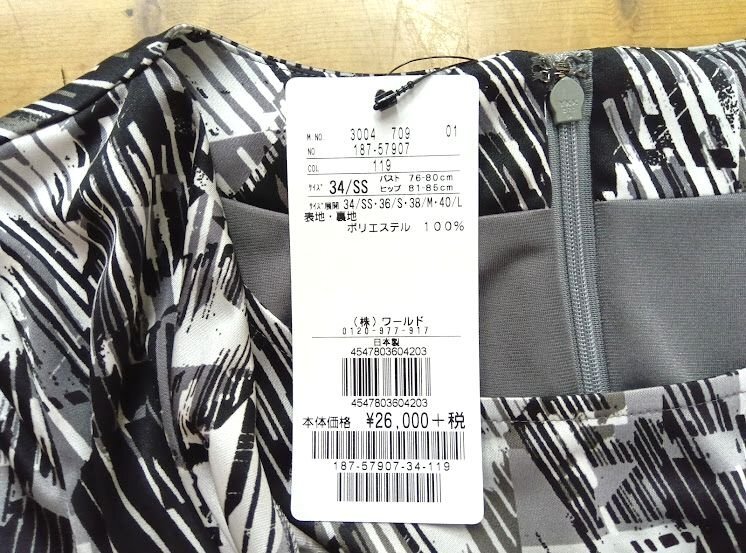 M NO. 3004 709 01
NO 187-57907
COL 119
ｻｲｽﾞ 34/SS バスト 76-80cm
ヒップ 81-85cm
ｻｲｽﾞ展開 34/SS・36/S・38/M・40/L
表地・裏地
ポリエステル 100%
(株)ワールド
0120-977-917
日本製
4547803604203
4547803604203
本体価格 ¥26,000+税
187-57907-34-119